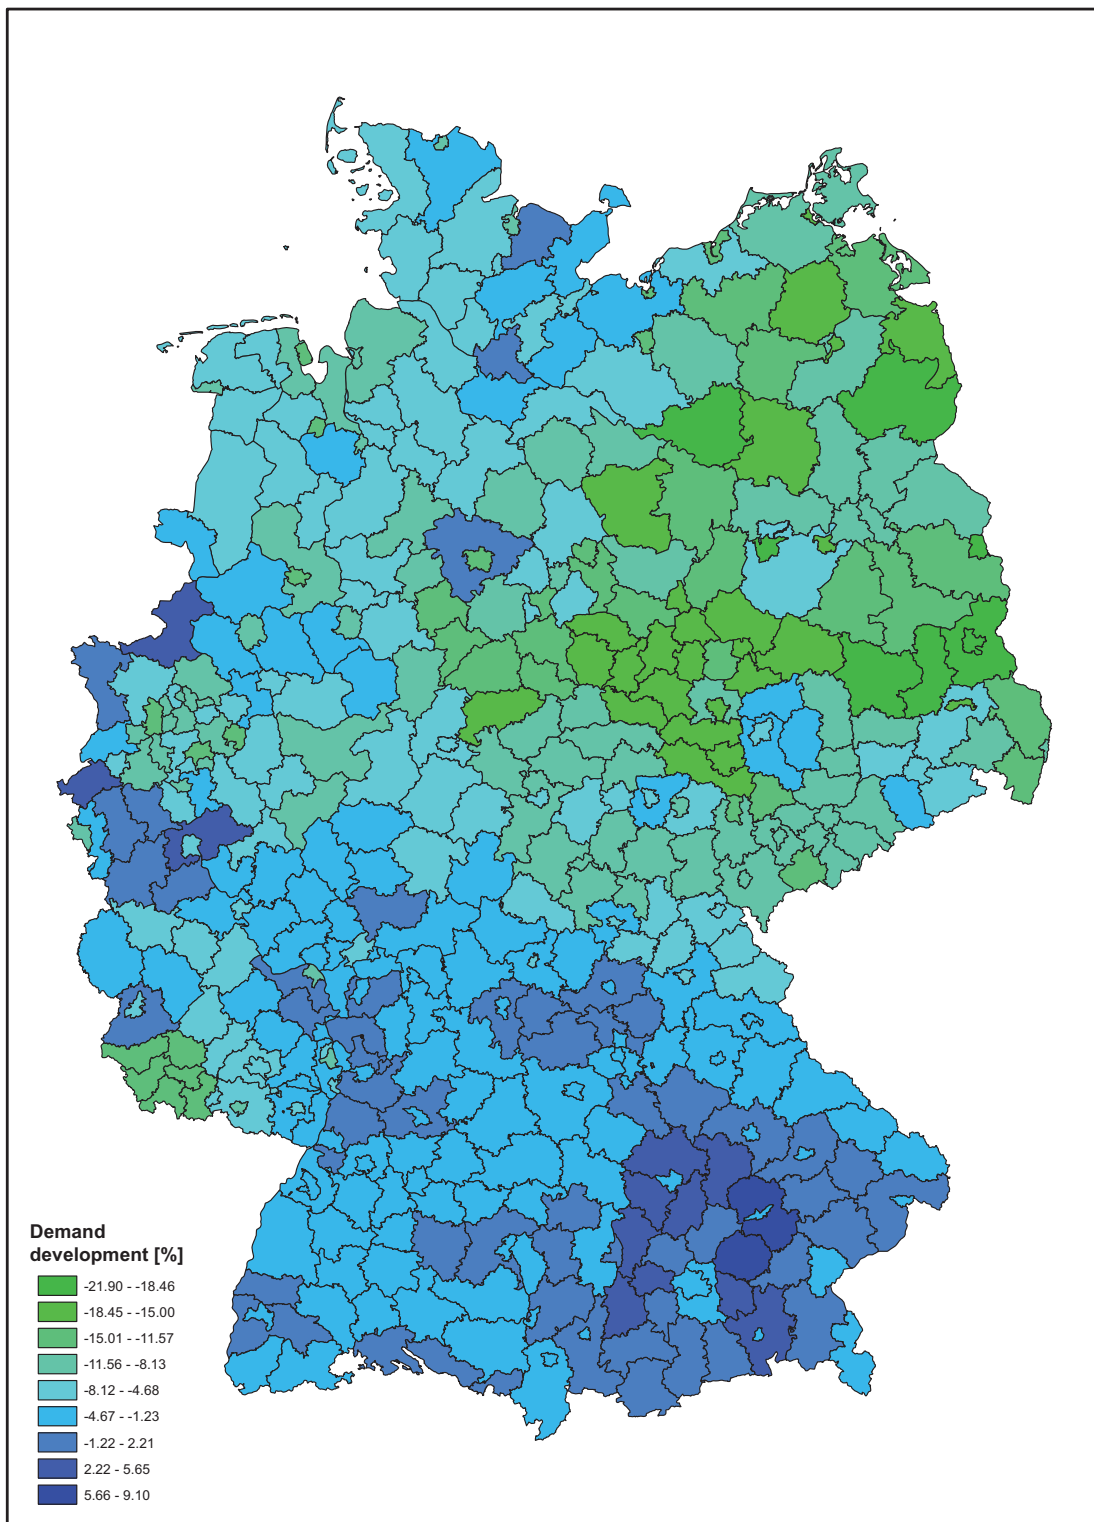 Demand
development [%]
-21.90 - -18.46
-18.45 - -15.00
-15.01 - -11.57
-11.56 - -8.13
-8.12 - -4.68
-4.67 - -1.23
-1.22 - 2.21
2.22 - 5.65
5.66 - 9.10